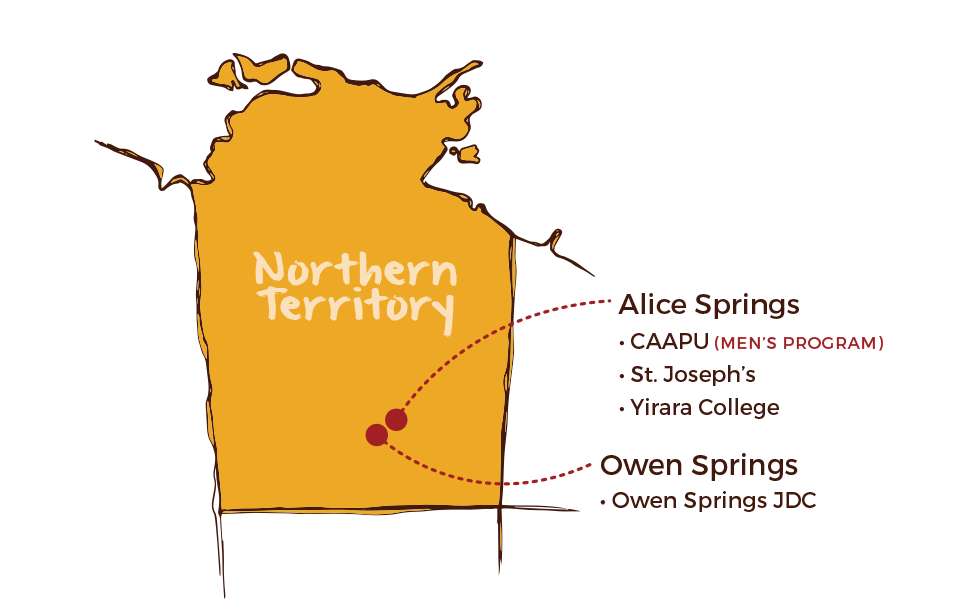 Northern
Territory
Alice Springs
• CAAPU (MEN'S PROGRAM)
• St. Joseph's
• Yirara College
Owen Springs
• Owen Springs JDC